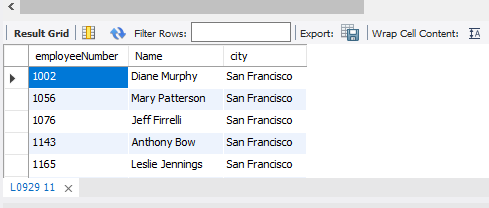 Result Grid Filter Rows: Export: Wrap Cell Content:
employeeNumber Name city
1002 Diane Murphy San Francisco
1056 Mary Patterson San Francisco
1076 Jeff Firrelli San Francisco
1143 Anthony Bow San Francisco
1165 Leslie Jennings San Francisco
L0929 11